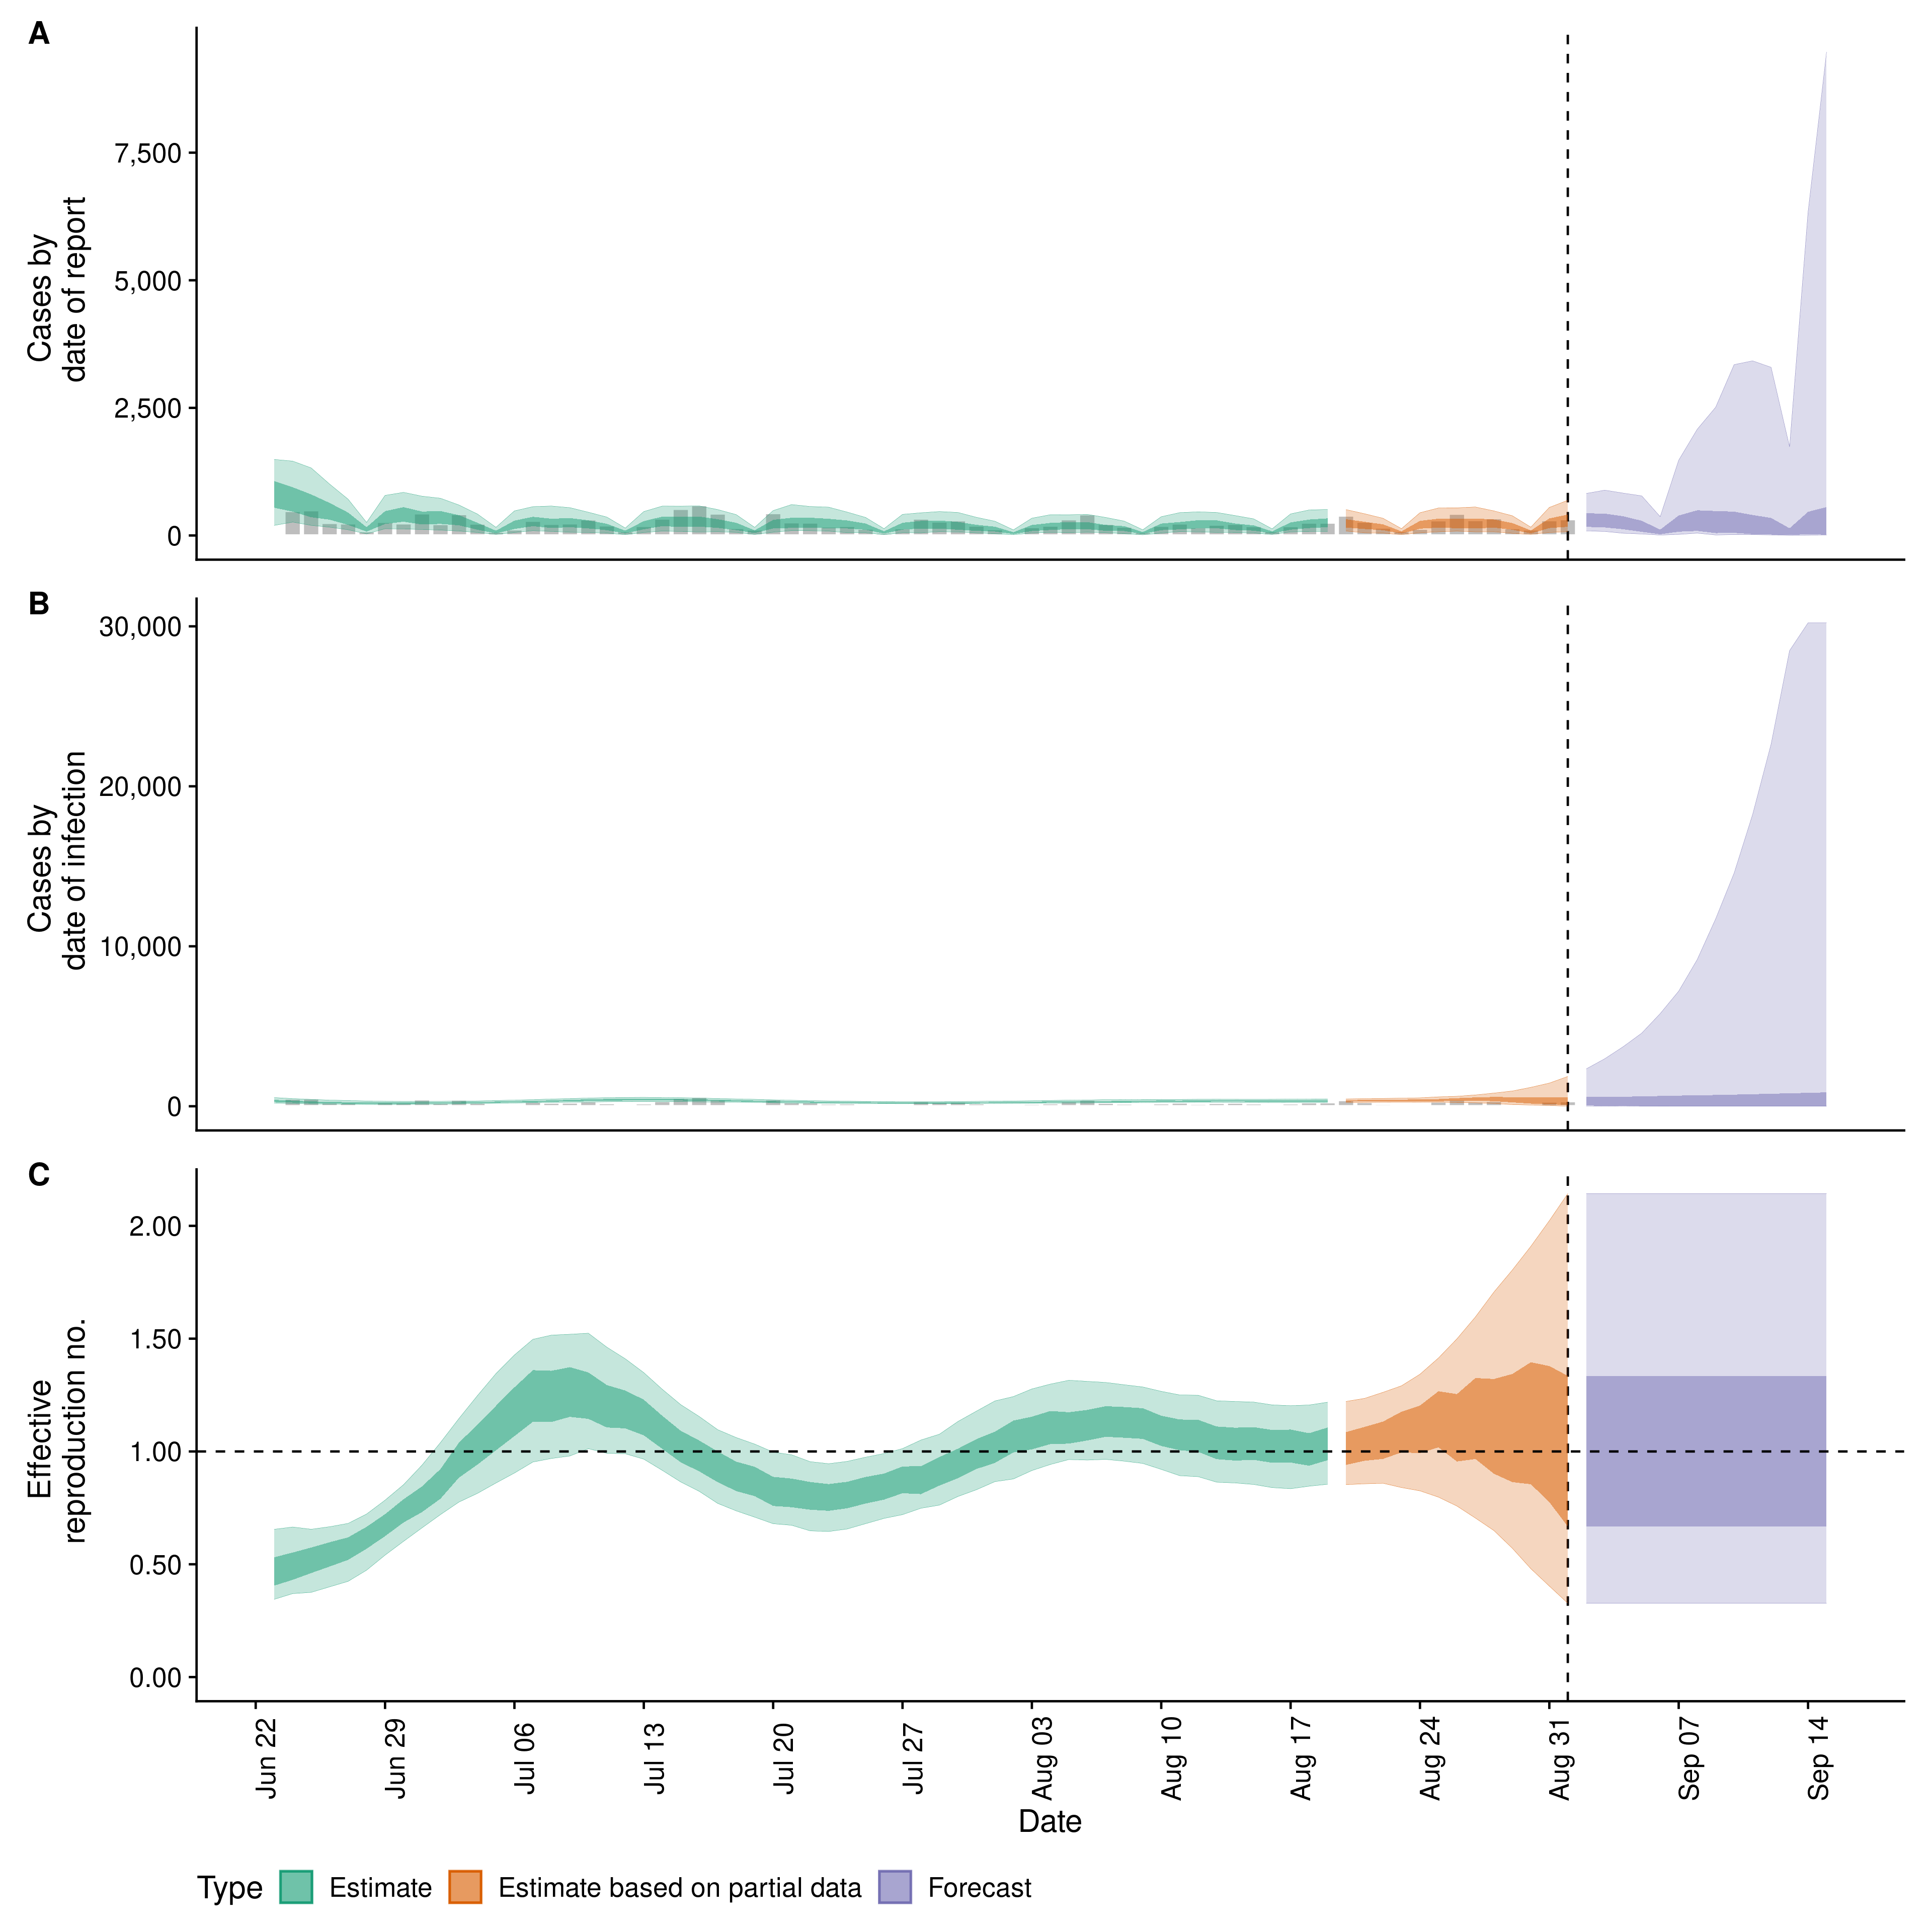 A
Cases by
date of report
7,500
5,000
2,500
0
B
Cases by
date of infection
30,000
20,000
10,000
0
C
Effective
reproduction no.
2.00
1.50
1.00
0.50
0.00
Jun 22
Jun 29
Jul 06
Jul 13
Jul 20
Jul 27
Aug 03
Aug 10
Aug 17
Aug 24
Aug 31
Sep 07
Sep 14
Date
Type Estimate Estimate based on partial data Forecast